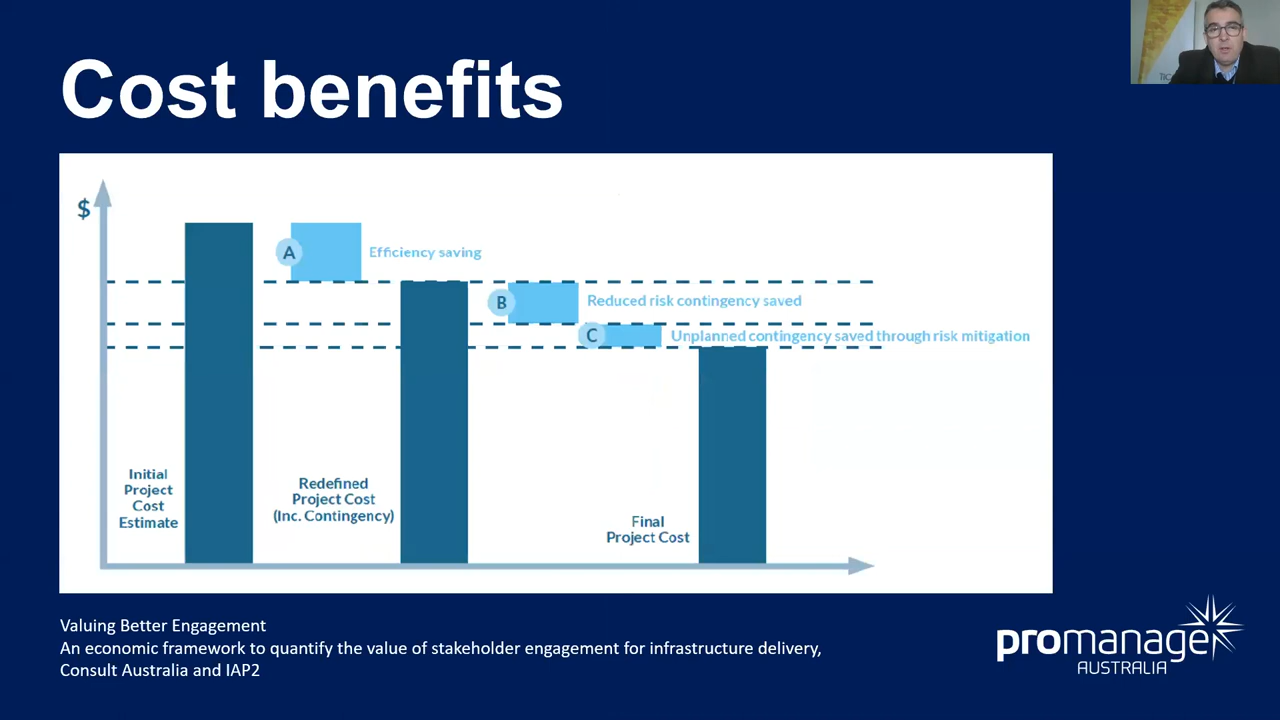 Cost benefits
$
A
Efficiency saving
B
Reduced risk contingency saved
C
Unplanned contingency saved through risk mitigation
Initial
Project
Cost
Estimate
Redefined
Project Cost
(Inc. Contingency)
Final
Project Cost
Valuing Better Engagement
An economic framework to quantify the value of stakeholder engagement for infrastructure delivery,
Consult Australia and IAP2
promanage
AUSTRALIA